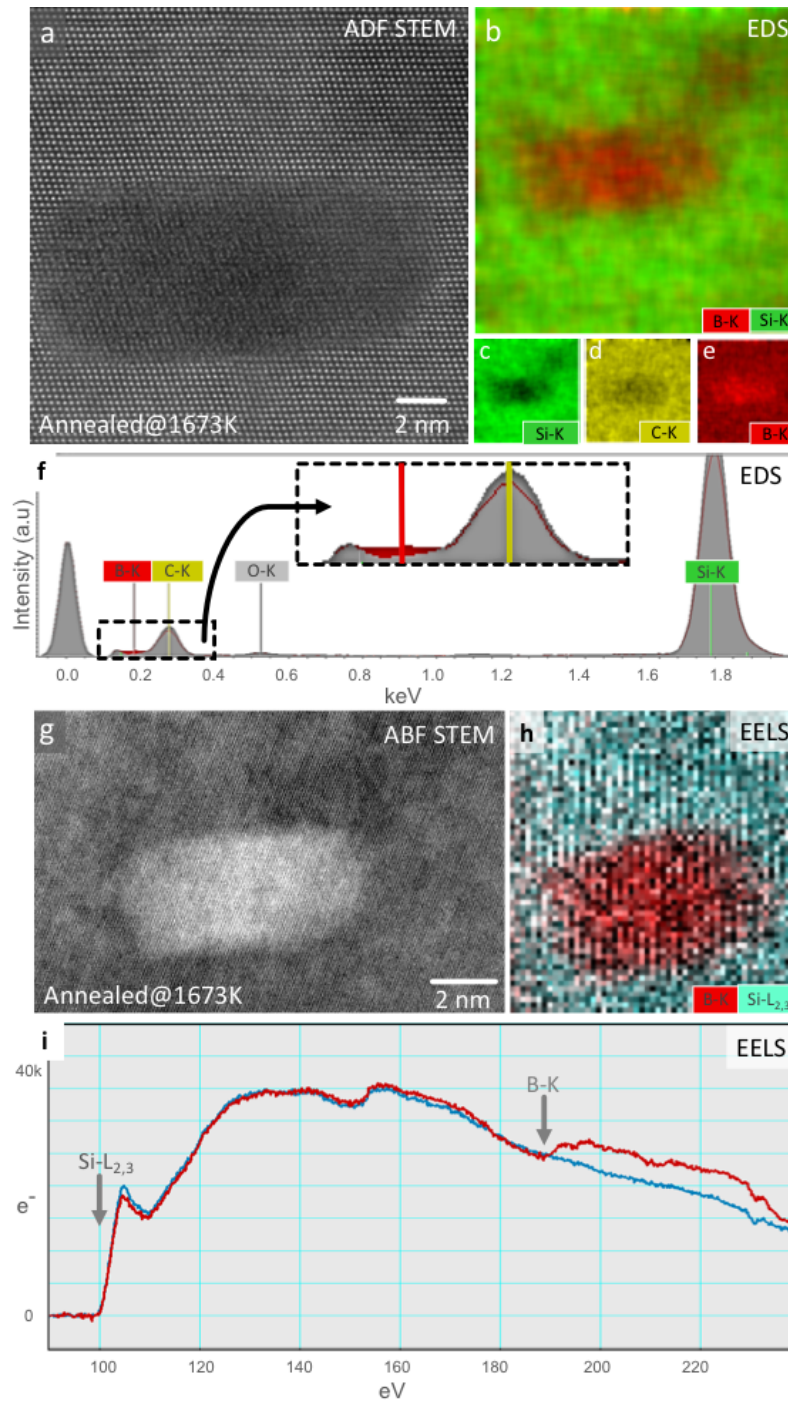 a ADF STEM
Annealed@1673K
2 nm
b EDS
B-K Si-K
c
Si-K
d
C-K
e
B-K
f EDS
Intensity (a.u)
B-K C-K O-K Si-K
0.0 0.2 0.4 0.6 0.8 1.0 1.2 1.4 1.6 1.8
keV
g ABF STEM
Annealed@1673K
2 nm
h EELS
B-K Si-L2,3
i EELS
40k
B-K
Si-L2,3
e-
0
100 120 140 160 180 200 220
eV